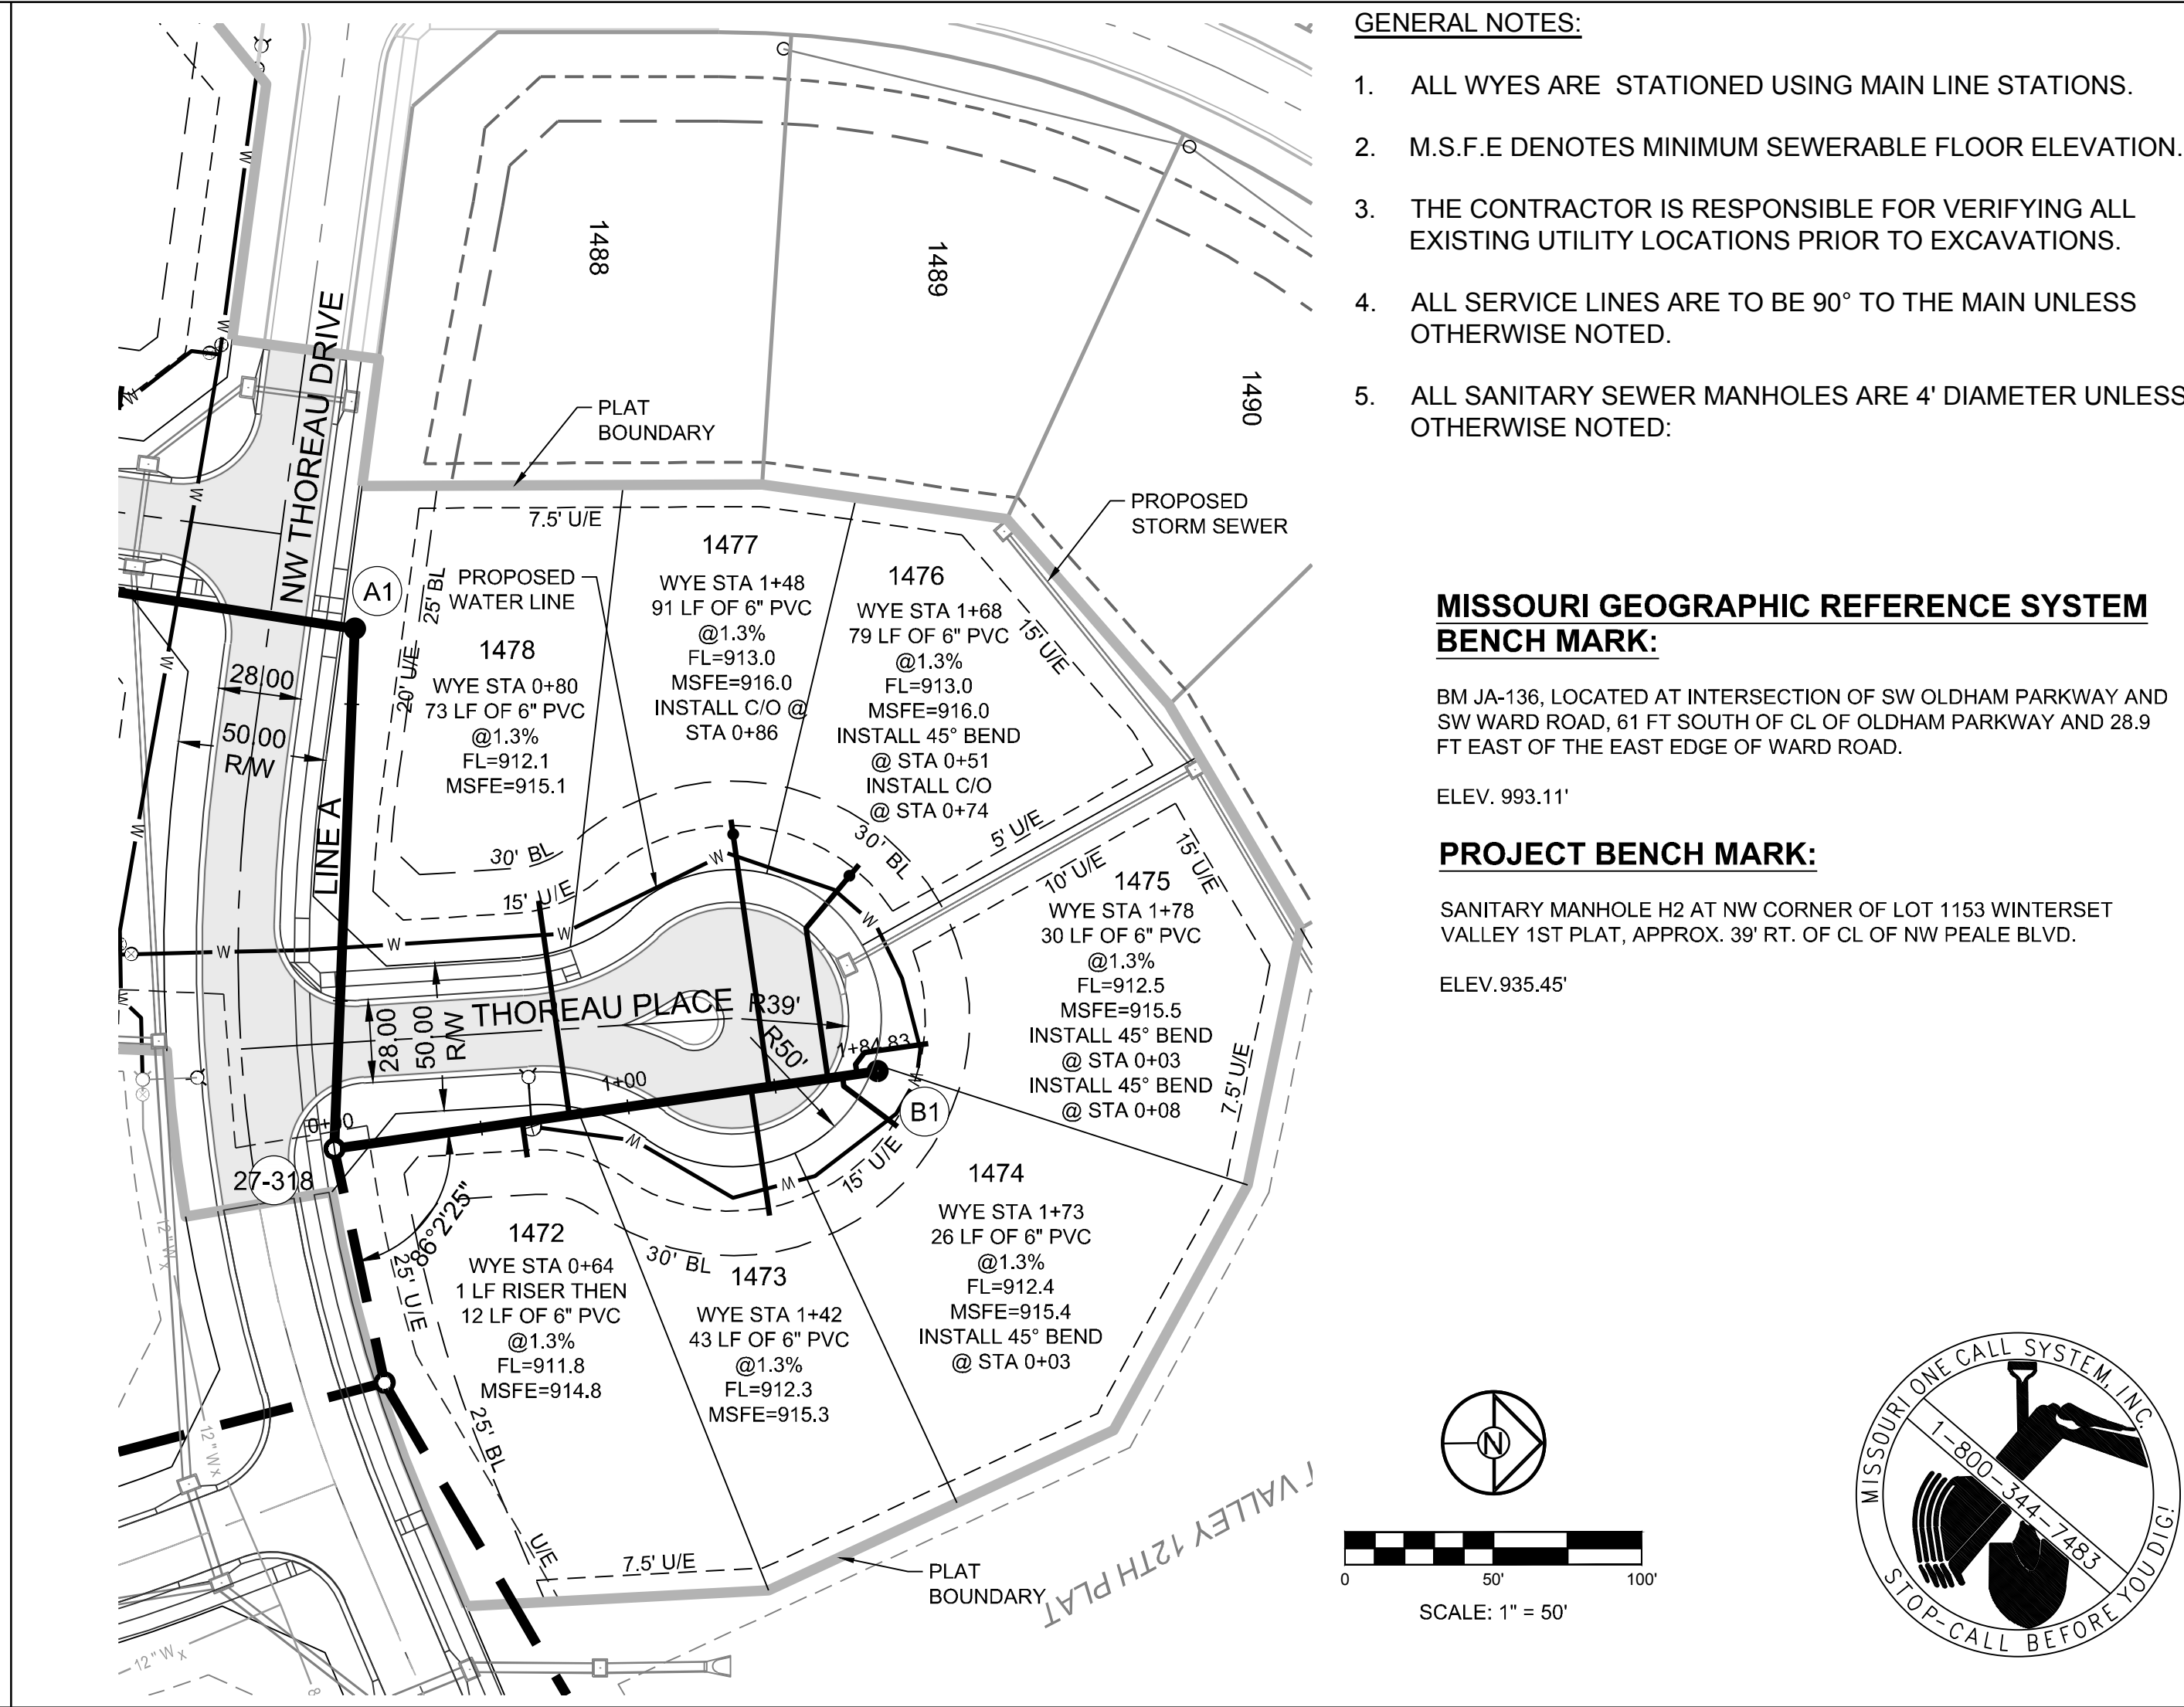 GENERAL NOTES:
1. ALL WYES ARE STATIONED USING MAIN LINE STATIONS.
2. M.S.F.E DENOTES MINIMUM SEWERABLE FLOOR ELEVATION.
3. THE CONTRACTOR IS RESPONSIBLE FOR VERIFYING ALL
EXISTING UTILITY LOCATIONS PRIOR TO EXCAVATIONS.
4. ALL SERVICE LINES ARE TO BE 90° TO THE MAIN UNLESS
OTHERWISE NOTED.
5. ALL SANITARY SEWER MANHOLES ARE 4' DIAMETER UNLESS
OTHERWISE NOTED:
MISSOURI GEOGRAPHIC REFERENCE SYSTEM
BENCH MARK:
BM JA-136, LOCATED AT INTERSECTION OF SW OLDHAM PARKWAY AND
SW WARD ROAD, 61 FT SOUTH OF CL OF OLDHAM PARKWAY AND 28.9
FT EAST OF THE EAST EDGE OF WARD ROAD.
ELEV. 993.11'
PROJECT BENCH MARK:
SANITARY MANHOLE H2 AT NW CORNER OF LOT 1153 WINTERSET
VALLEY 1ST PLAT, APPROX. 39' RT. OF CL OF NW PEALE BLVD.
ELEV.935.45'
1488
1489
1490
NW THOREAU DRIVE
PLAT
BOUNDARY
PROPOSED
STORM SEWER
7.5' U/E
25' BL
20' U/E
PROPOSED
WATER LINE
A1
1478
WYE STA 0+80
73 LF OF 6" PVC
@1.3%
FL=912.1
MSFE=915.1
1477
WYE STA 1+48
91 LF OF 6" PVC
@1.3%
FL=913.0
MSFE=916.0
INSTALL C/O @
STA 0+86
1476
WYE STA 1+68
79 LF OF 6" PVC
@1.3%
FL=913.0
MSFE=916.0
INSTALL 45° BEND
@ STA 0+51
INSTALL C/O
@ STA 0+74
15' U/E
28.00
50.00
R/W
LINE A
30' BL
15' U/E
30' BL
5' U/E
10' U/E
15' U/E
1475
WYE STA 1+78
30 LF OF 6" PVC
@1.3%
FL=912.5
MSFE=915.5
INSTALL 45° BEND
@ STA 0+03
INSTALL 45° BEND
@ STA 0+08
7.5' U/E
W
W
W
W
W
W
W
W
W
W
W
W
W
THOREAU PLACE
R39'
R50'
28.00
50.00
R/W
1+84.83
1+00
0+00
B1
27-318
86°2'25"
15' U/E
1472
WYE STA 0+64
1 LF RISER THEN
12 LF OF 6" PVC
@1.3%
FL=911.8
MSFE=914.8
30' BL
1473
WYE STA 1+42
43 LF OF 6" PVC
@1.3%
FL=912.3
MSFE=915.3
1474
WYE STA 1+73
26 LF OF 6" PVC
@1.3%
FL=912.4
MSFE=915.4
INSTALL 45° BEND
@ STA 0+03
25' U/E
25' BL
U/E
7.5' U/E
12" Wx
12" Wx
12" Wx
8
PLAT
BOUNDARY
T VALLEY 12TH PLAT
N
0 50' 100'
SCALE: 1" = 50'
MISSOURI ONE CALL SYSTEM, INC.
1-800-344-7483
STOP-CALL BEFORE YOU DIG!